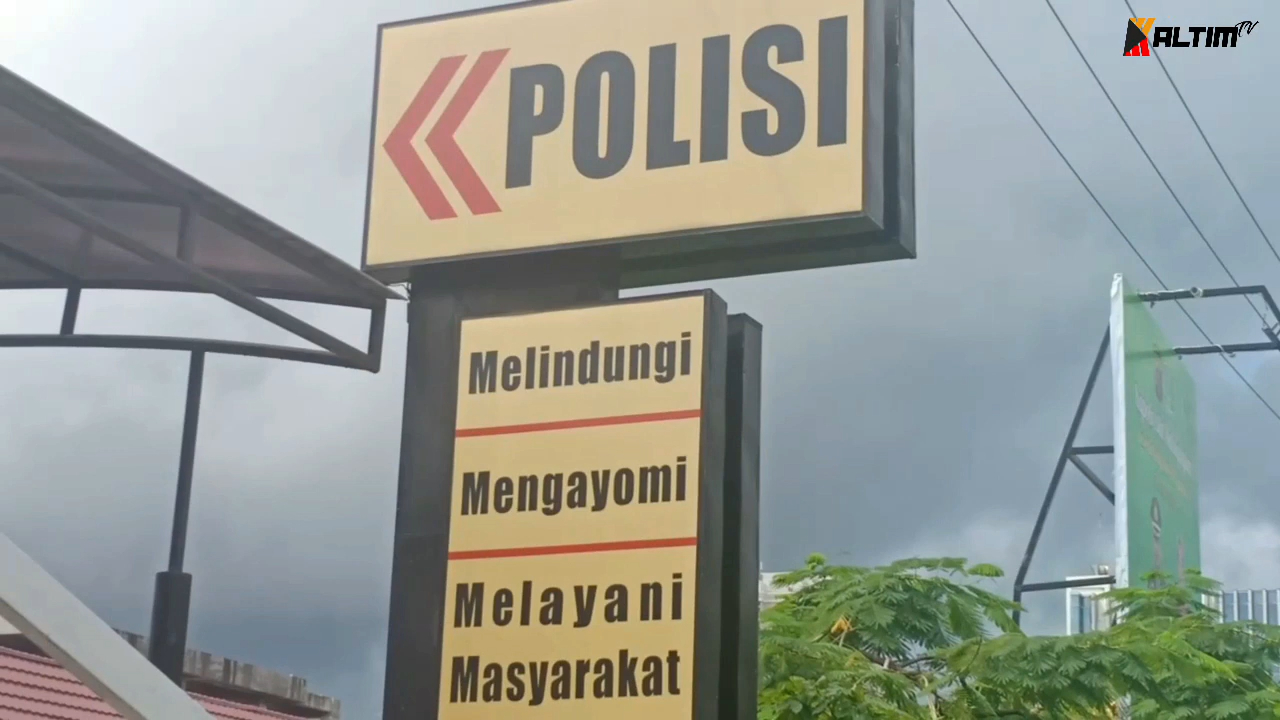 KALTIM TV
POLISI
Melindungi
Mengayomi
Melayani
Masyarakat